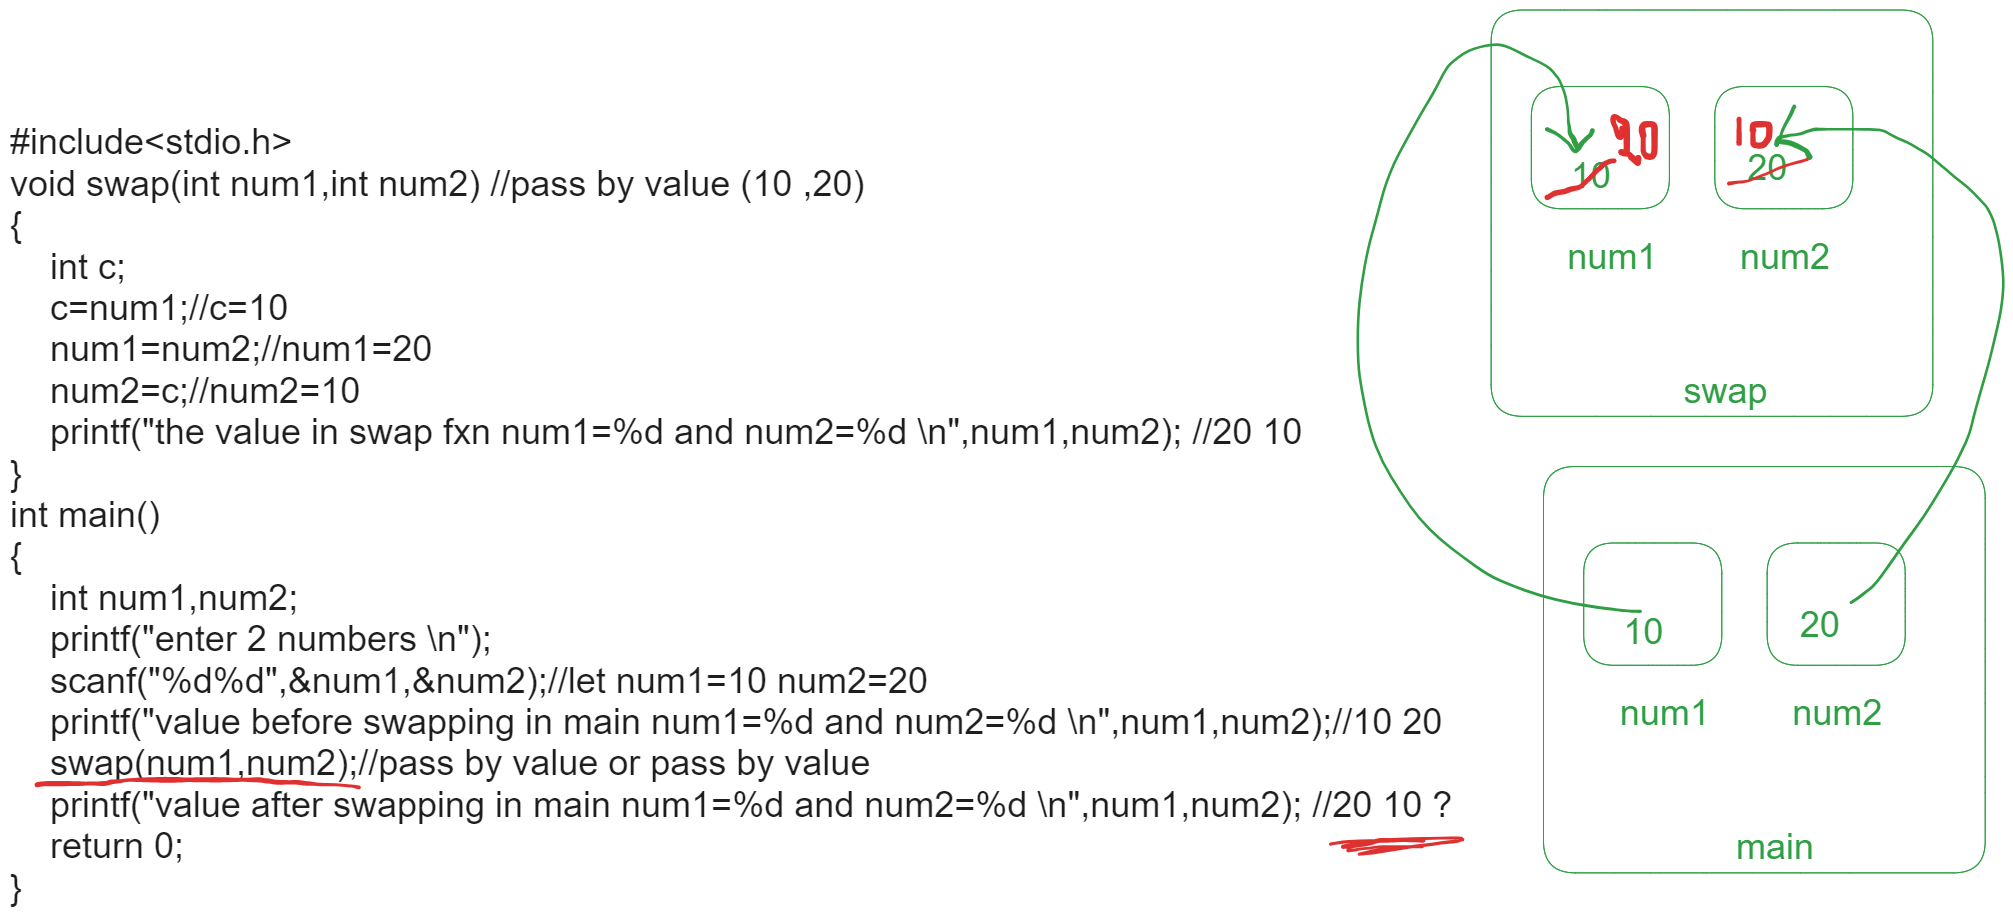 #include<stdio.h>
void swap(int num1,int num2) //pass by value (10 ,20)
{
int c;
c=num1;//c=10
num1=num2;//num1=20
num2=c;//num2=10
printf("the value in swap fxn num1=%d and num2=%d \n",num1,num2); //20 10
}
int main()
{
int num1,num2;
printf("enter 2 numbers \n");
scanf("%d%d",&num1,&num2);//let num1=10 num2=20
printf("value before swapping in main num1=%d and num2=%d \n",num1,num2);//10 20
swap(num1,num2);//pass by value or pass by value
printf("value after swapping in main num1=%d and num2=%d \n",num1,num2); //20 10 ?
return 0;
}
20 10
10 20
num1 num2
swap
10 20
num1 num2
main